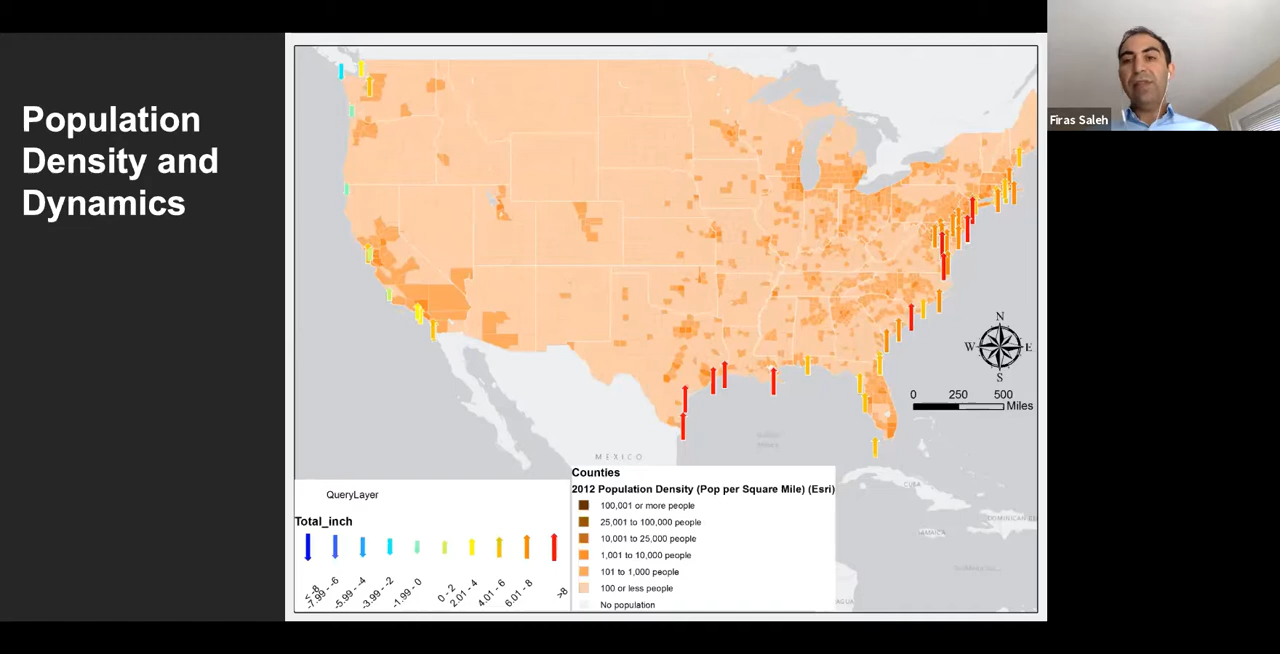 Population
Density and
Dynamics
Firas Saleh
N
W
E
S
0 250 500
Miles
MEXICO
CUBA
JAMAICA
QueryLayer
Total_inch
< -8
-7.99 - -6
-5.99 - -4
-3.99 - -2
-1.99 - 0
0 - 2
2.01 - 4
4.01 - 6
6.01 - 8
>8
Counties
2012 Population Density (Pop per Square Mile) (Esri)
100,001 or more people
25,001 to 100,000 people
10,001 to 25,000 people
1,001 to 10,000 people
101 to 1,000 people
100 or less people
No population